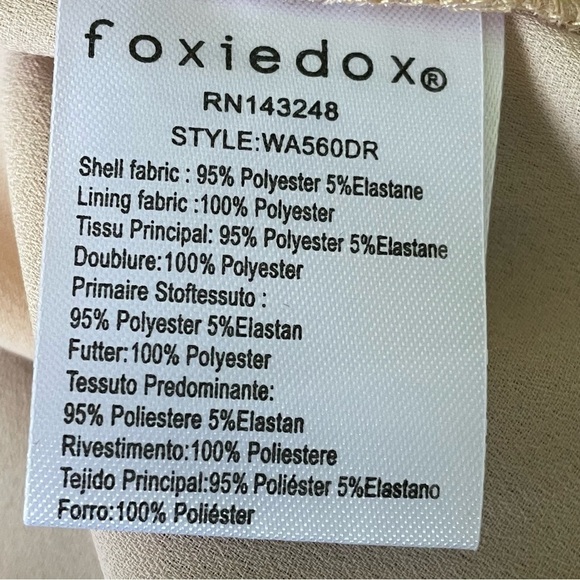 foxiedox®
RN143248
STYLE:WA560DR
Shell fabric : 95% Polyester 5%Elastane
Lining fabric :100% Polyester
Tissu Principal: 95% Polyester 5%Elastane
Doublure:100% Polyester
Primaire Stoftessuto :
95% Polyester 5%Elastan
Futter:100% Polyester
Tessuto Predominante:
95% Poliestere 5%Elastan
Rivestimento:100% Poliestere
Tejido Principal:95% Poliéster 5%Elastano
Forro:100% Poliéster